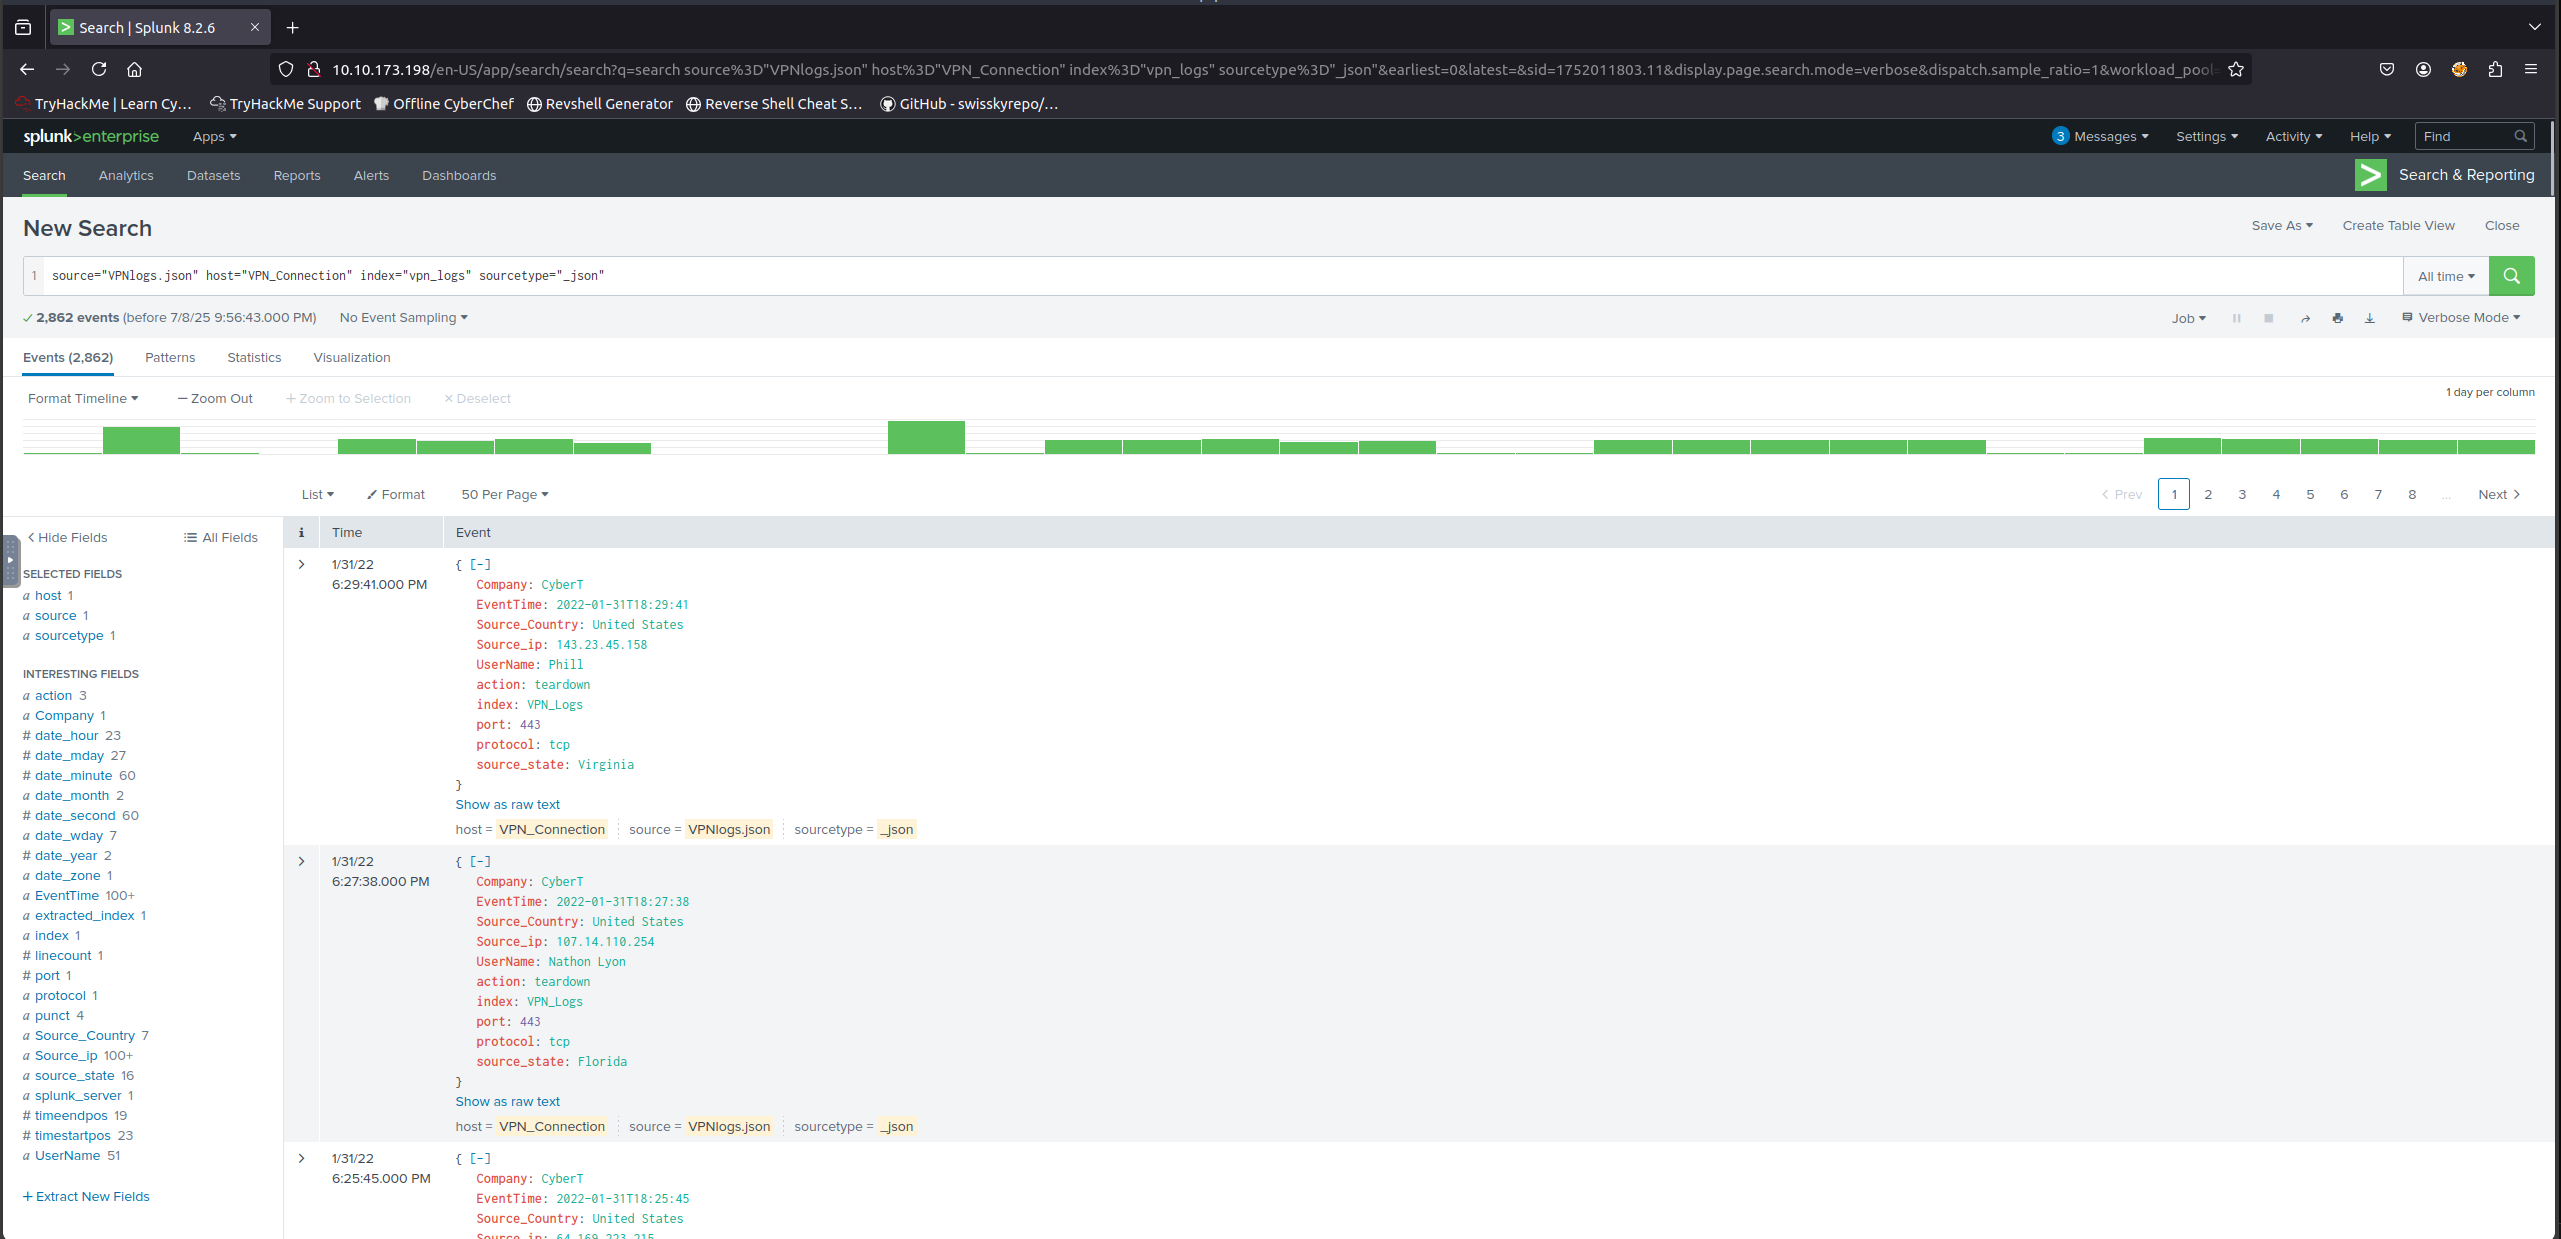 Search | Splunk 8.2.6
10.10.173.198/en-US/app/search/search?q=search source%3D"VPNlogs.json" host%3D"VPN_Connection" index%3D"vpn_logs" sourcetype%3D"_json"&earliest=0&latest=&sid=1752011803.11&display.page.search.mode=verbose&dispatch.sample_ratio=1&workload_pool=
TryHackMe | Learn Cy... TryHackMe Support Offline CyberChef Revshell Generator Reverse Shell Cheat S... GitHub - swisskyrepo/...
splunk>enterprise Apps 3 Messages Settings Activity Help Find
Search Analytics Datasets Reports Alerts Dashboards Search & Reporting
New Search Save As Create Table View Close
1 source="VPNlogs.json" host="VPN_Connection" index="vpn_logs" sourcetype="_json" All time
2,862 events (before 7/8/25 9:56:43.000 PM) No Event Sampling Job Verbose Mode
Events (2,862) Patterns Statistics Visualization
Format Timeline — Zoom Out + Zoom to Selection × Deselect 1 day per column
List Format 50 Per Page < Prev 1 2 3 4 5 6 7 8 ... Next >
< Hide Fields All Fields
SELECTED FIELDS
a host 1
a source 1
a sourcetype 1
INTERESTING FIELDS
a action 3
a Company 1
# date_hour 23
# date_mday 27
# date_minute 60
a date_month 2
# date_second 60
a date_wday 7
# date_year 2
a date_zone 1
a EventTime 100+
a extracted_index 1
a index 1
# linecount 1
# port 1
a protocol 1
a punct 4
a Source_Country 7
a Source_ip 100+
a source_state 16
a splunk_server 1
# timeendpos 19
# timestartpos 23
a UserName 51
+ Extract New Fields
i Time Event
> 1/31/22 { [-]
6:29:41.000 PM Company: CyberT
EventTime: 2022-01-31T18:29:41
Source_Country: United States
Source_ip: 143.23.45.158
UserName: Phill
action: teardown
index: VPN_Logs
port: 443
protocol: tcp
source_state: Virginia
}
Show as raw text
host = VPN_Connection source = VPNlogs.json sourcetype = _json
> 1/31/22 { [-]
6:27:38.000 PM Company: CyberT
EventTime: 2022-01-31T18:27:38
Source_Country: United States
Source_ip: 107.14.110.254
UserName: Nathon Lyon
action: teardown
index: VPN_Logs
port: 443
protocol: tcp
source_state: Florida
}
Show as raw text
host = VPN_Connection source = VPNlogs.json sourcetype = _json
> 1/31/22 { [-]
6:25:45.000 PM Company: CyberT
EventTime: 2022-01-31T18:25:45
Source_Country: United States
Source_ip: 64.169.223.215